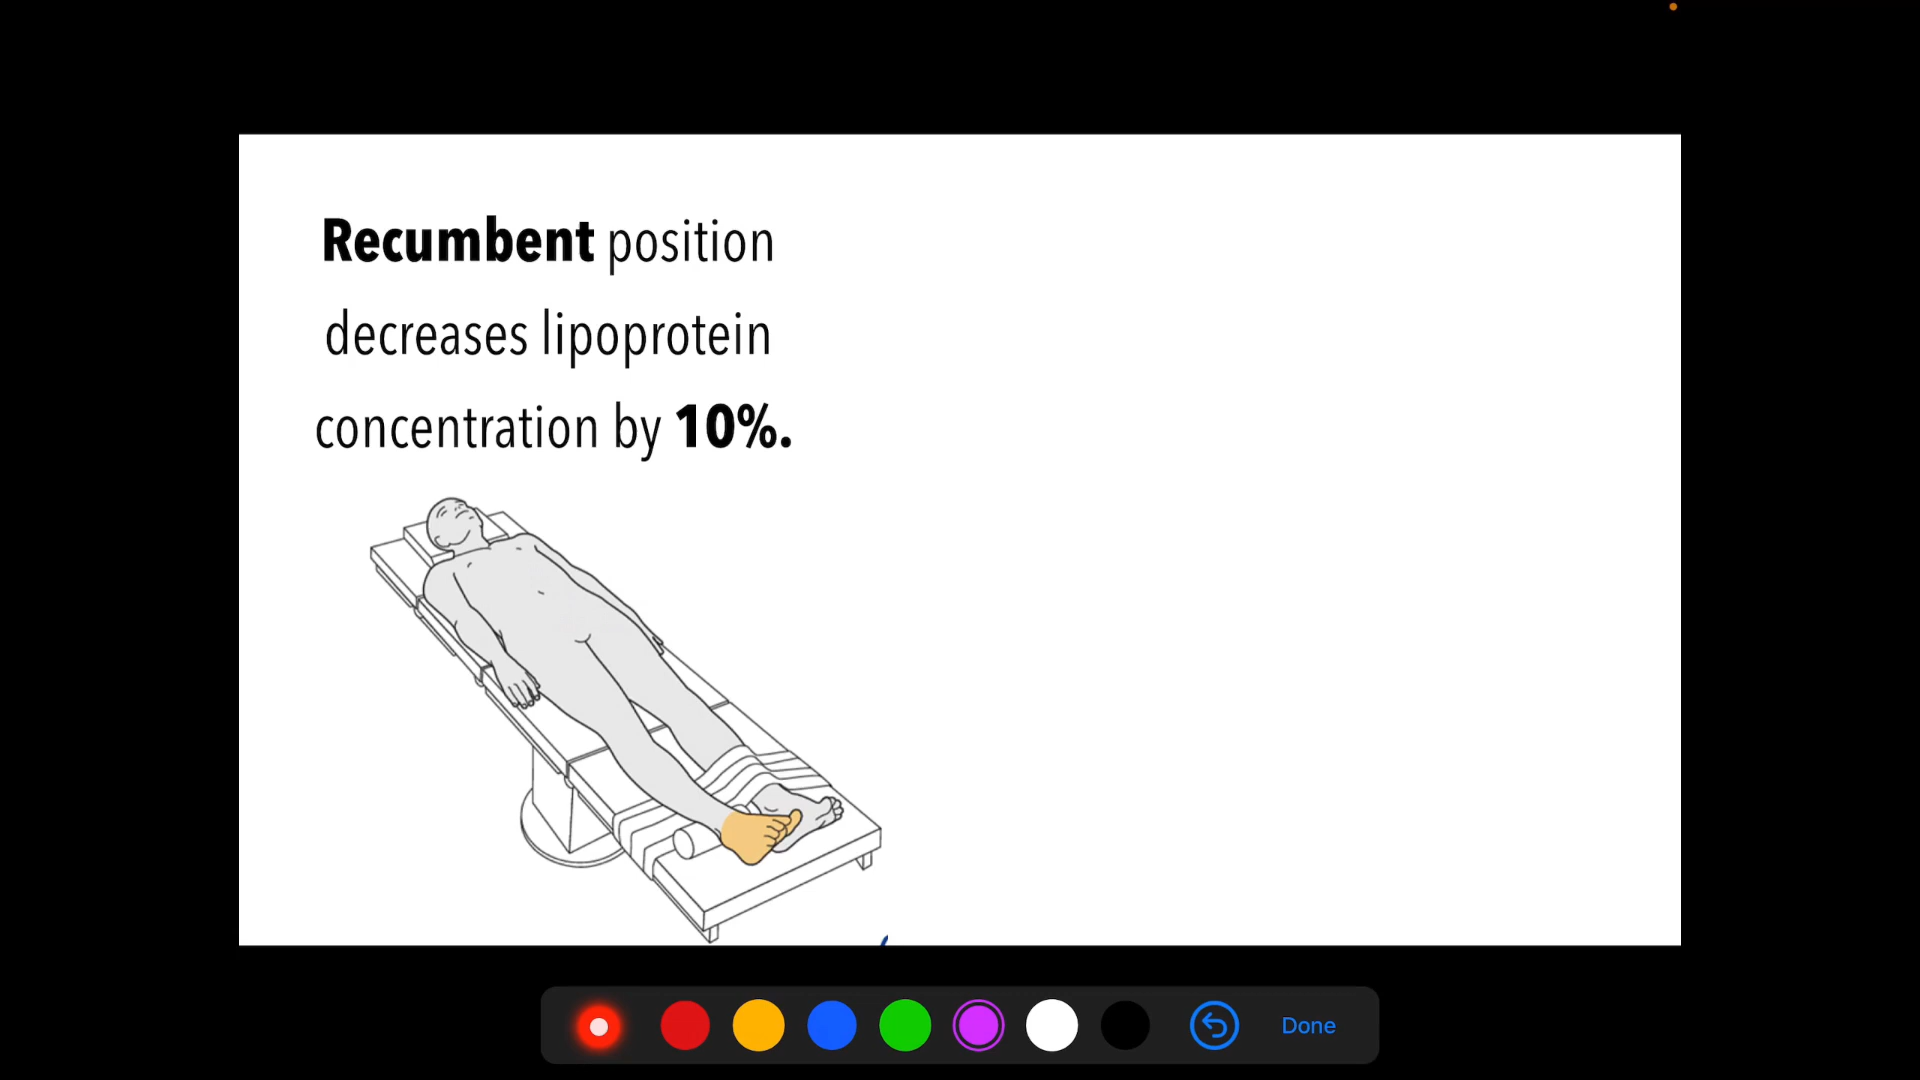 Recumbent position
decreases lipoprotein
concentration by 10%.
Done